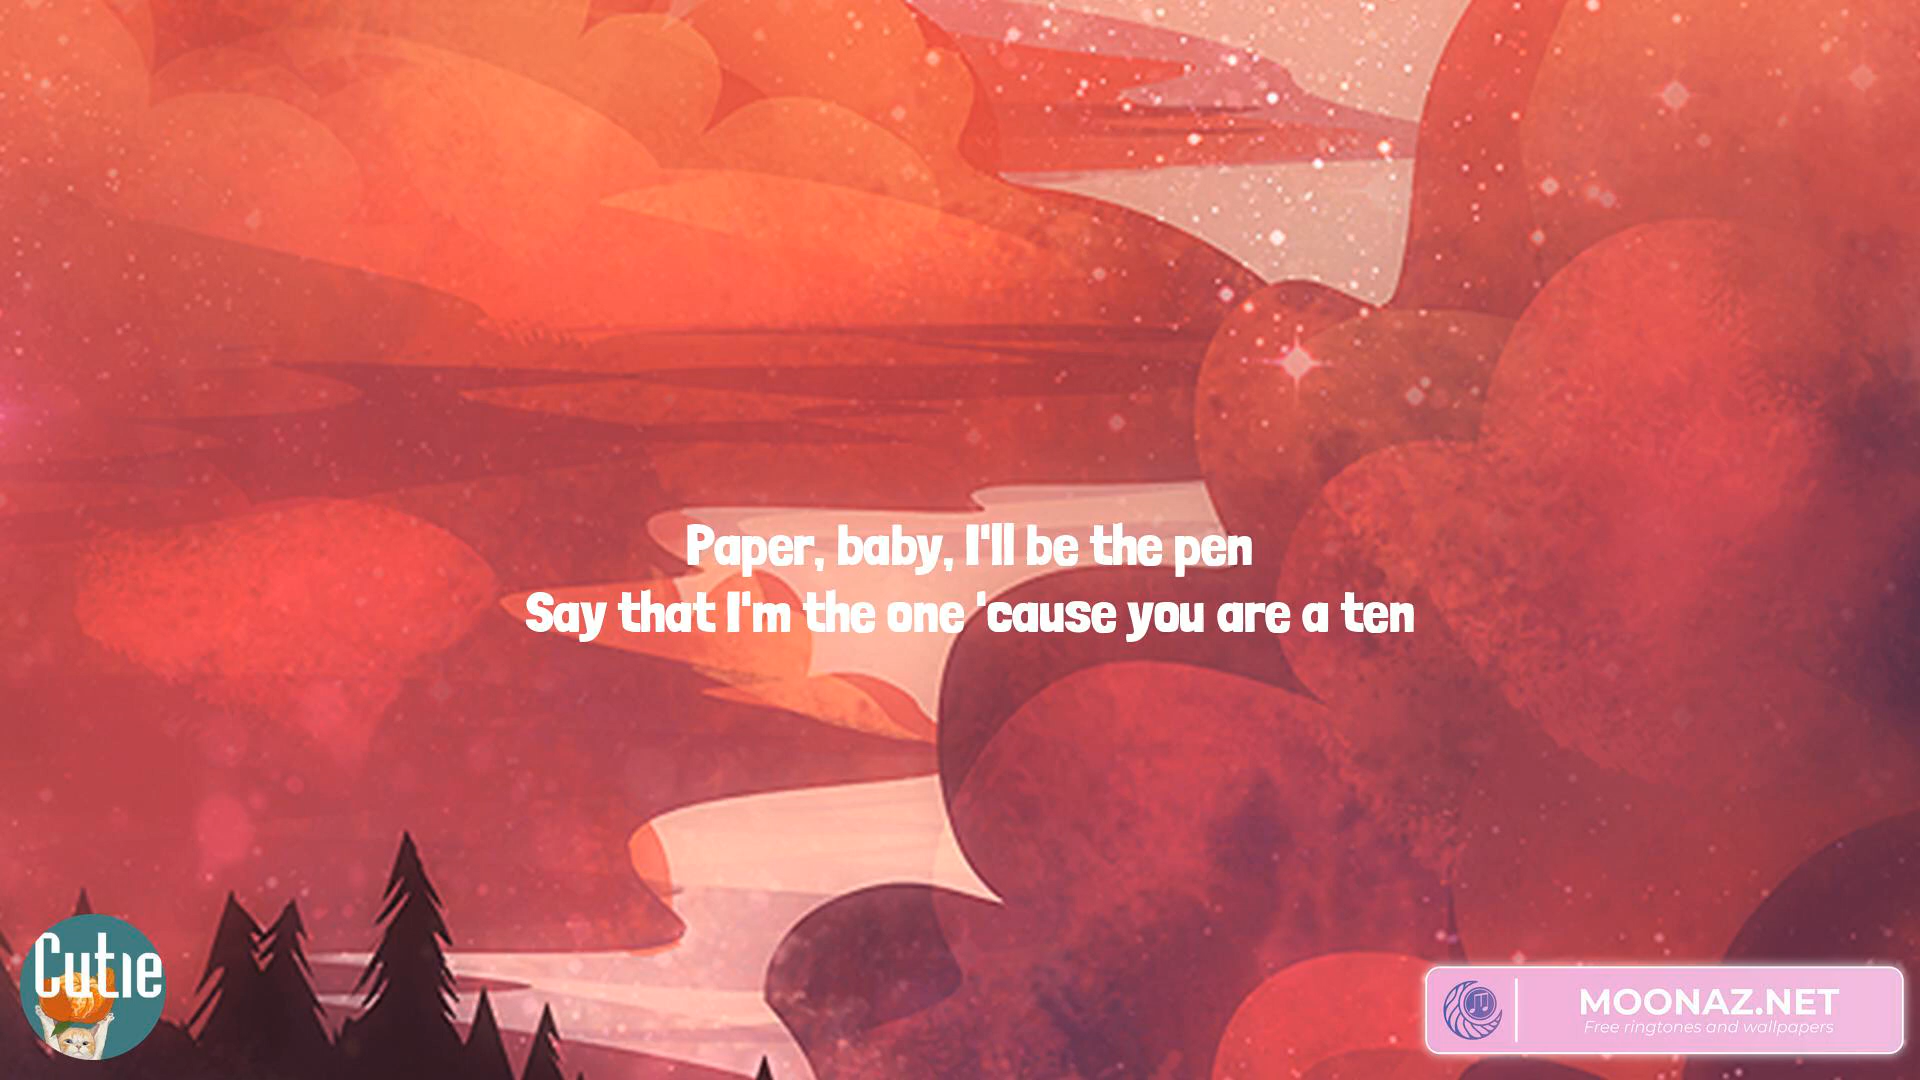 Paper, baby, I'll be the pen
Say that I'm the one 'cause you are a ten
Cutie
MOONAZ.NET
Free ringtones and wallpapers